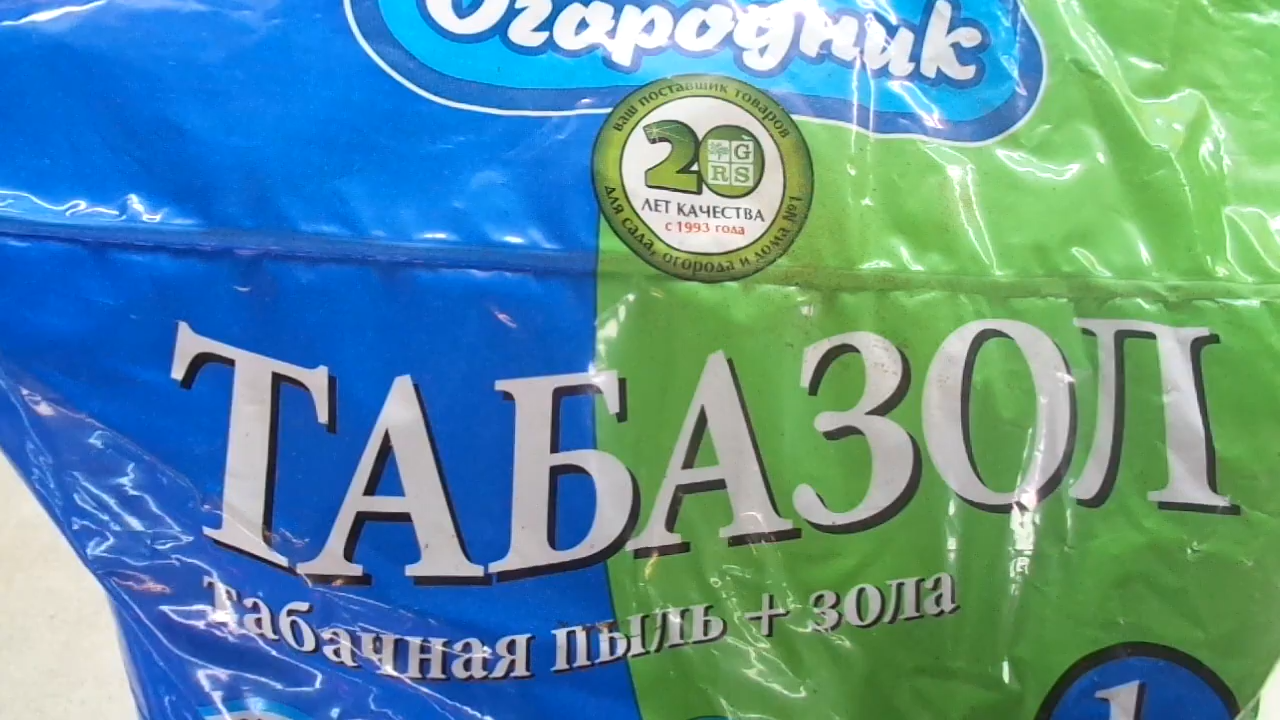 Огородник
ваш поставщик товаров
20
G
RS
ЛЕТ КАЧЕСТВА
с 1993 года
для сада, огорода и дома №1
ТАБАЗОЛ
табачная пыль + зола
1